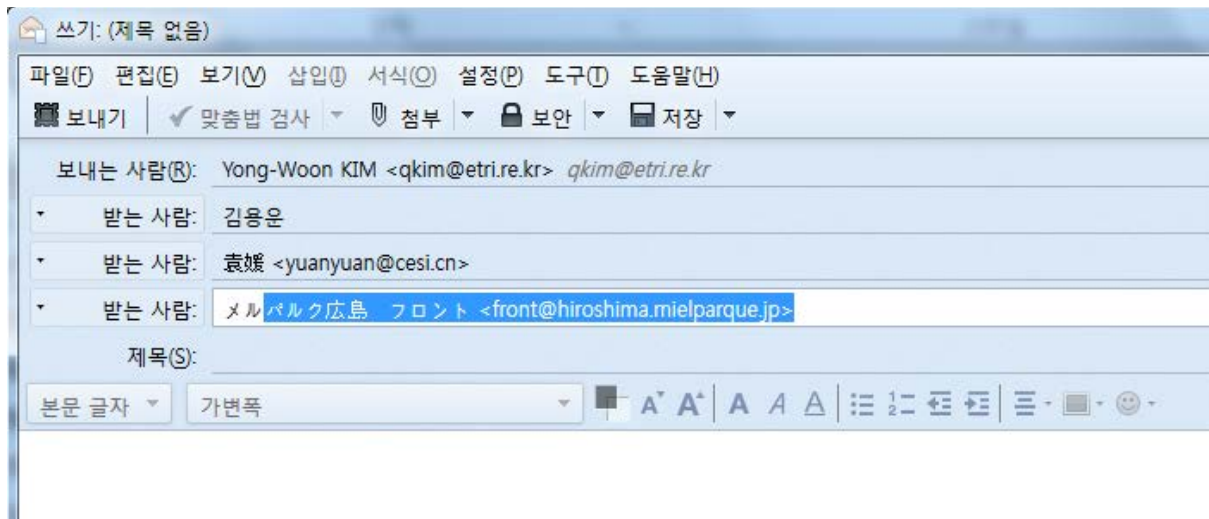 쓰기: (제목 없음)
파일(F) 편집(E) 보기(V) 삽입(I) 서식(O) 설정(P) 도구(T) 도움말(H)
보내기 맞춤법 검사 첨부 보안 저장
보내는 사람(R): Yong-Woon KIM <qkim@etri.re.kr> qkim@etri.re.kr
받는 사람: 김용운
받는 사람: 袁媛 <yuanyuan@cesi.cn>
받는 사람: メルパルク広島　フロント <front@hiroshima.mielparque.jp>
제목(S):
본문 글자 가변폭